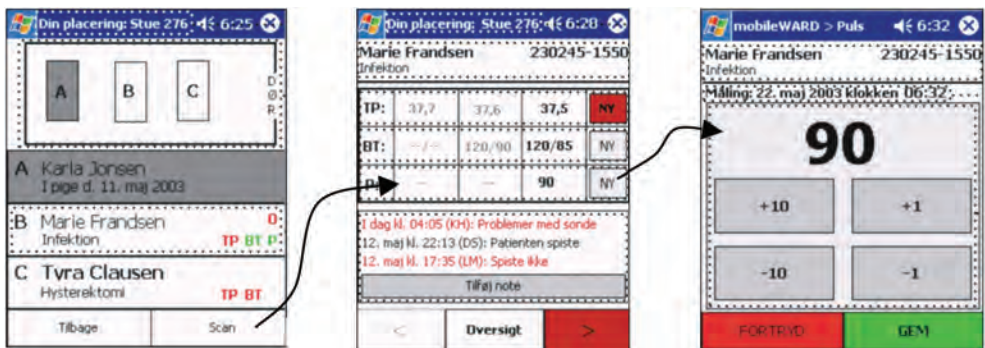 Din placering: Stue 276 6:25
A B C
DØR
A Karla Jonsen
I pige d. 11. maj 2003
B Marie Frandsen O
Infektion TP BT P
C Tyra Clausen
Hysterektomi TP BT
Tilbage Scan
Din placering: Stue 276 6:28
Marie Frandsen 230245-1550
Infektion
TP: 37,7 37,6 37,5 NY
BT: -/- 120/90 120/85 NY
P: - - 90 NY
I dag kl. 04:05 (KH): Problemer med sonde
12. maj kl. 22:13 (DS): Patienten spiste
12. maj kl. 17:35 (LM): Spiste ikke
Tilføj note
< Oversigt >
mobileWARD > Puls 6:32
Marie Frandsen 230245-1550
Infektion
Måling: 22. maj 2003 klokken 06:32
90
+10 +1
-10 -1
FORTRYD GEM